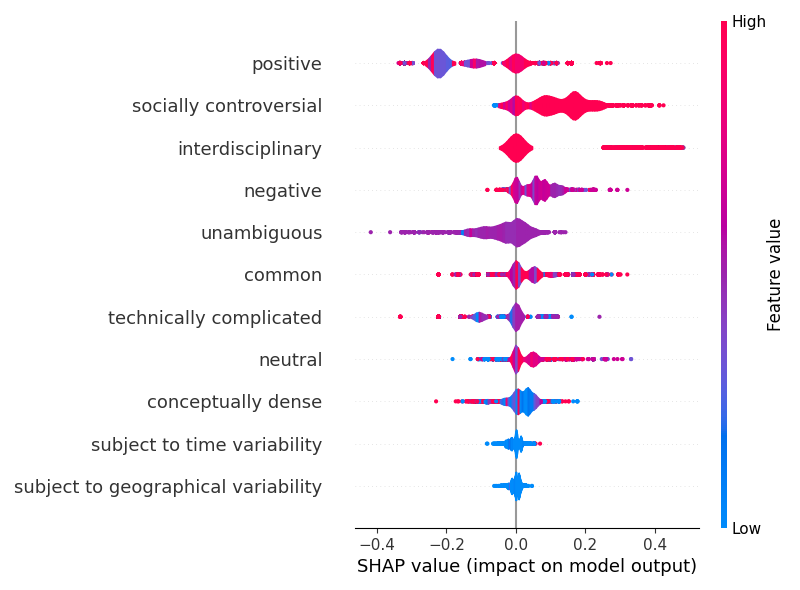 High
positive
socially controversial
interdisciplinary
negative
unambiguous
common
technically complicated
neutral
conceptually dense
subject to time variability
subject to geographical variability
Feature value
Low
−0.4 −0.2 0.0 0.2 0.4
SHAP value (impact on model output)